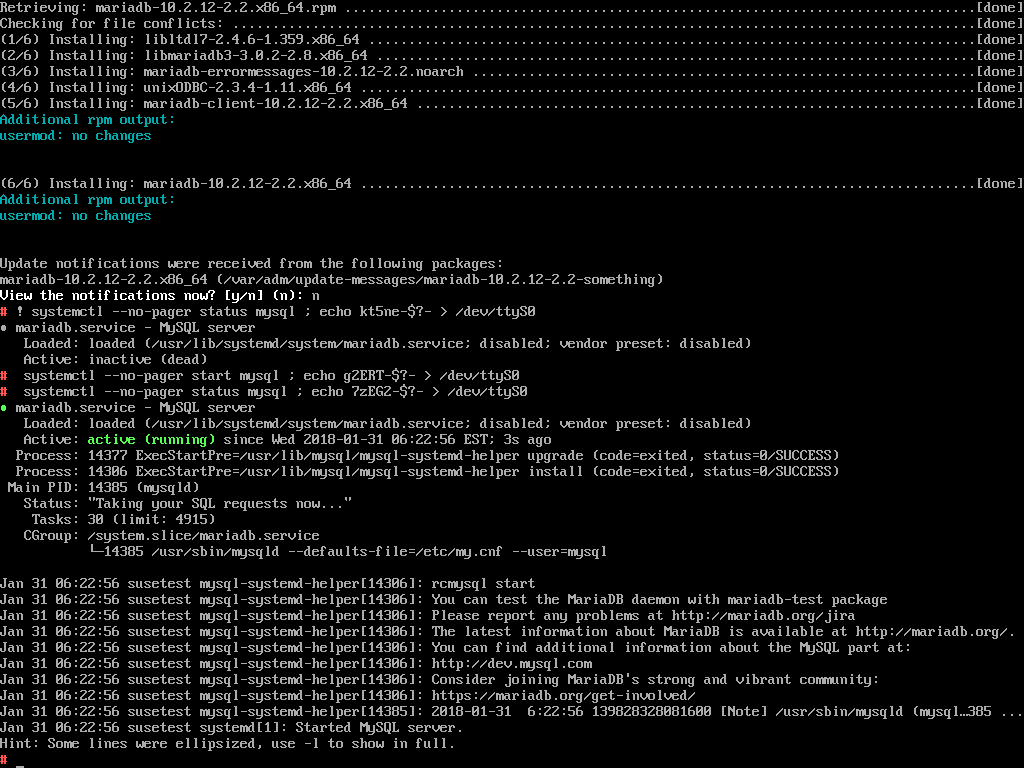 Retrieving: mariadb-10.2.12-2.2.x86_64.rpm ...............................................................................[done]
Checking for file conflicts: .............................................................................................[done]
(1/6) Installing: libltdl7-2.4.6-1.359.x86_64 ............................................................................[done]
(2/6) Installing: libmariadb3-3.0.2-2.8.x86_64 ...........................................................................[done]
(3/6) Installing: mariadb-errormessages-10.2.12-2.2.noarch ...............................................................[done]
(4/6) Installing: unixODBC-2.3.4-1.11.x86_64 .............................................................................[done]
(5/6) Installing: mariadb-client-10.2.12-2.2.x86_64 ......................................................................[done]
Additional rpm output:
usermod: no changes
(6/6) Installing: mariadb-10.2.12-2.2.x86_64 .............................................................................[done]
Additional rpm output:
usermod: no changes
Update notifications were received from the following packages:
mariadb-10.2.12-2.2.x86_64 (/var/adm/update-messages/mariadb-10.2.12-2.2-something)
View the notifications now? [y/n] (n): n
# ! systemctl --no-pager status mysql ; echo kt5ne-$?- > /dev/ttyS0
● mariadb.service - MySQL server
   Loaded: loaded (/usr/lib/systemd/system/mariadb.service; disabled; vendor preset: disabled)
   Active: inactive (dead)
#  systemctl --no-pager start mysql ; echo g2ERT-$?- > /dev/ttyS0
#  systemctl --no-pager status mysql ; echo 7zEG2-$?- > /dev/ttyS0
● mariadb.service - MySQL server
   Loaded: loaded (/usr/lib/systemd/system/mariadb.service; disabled; vendor preset: disabled)
   Active: active (running) since Wed 2018-01-31 06:22:56 EST; 3s ago
  Process: 14377 ExecStartPre=/usr/lib/mysql/mysql-systemd-helper upgrade (code=exited, status=0/SUCCESS)
  Process: 14306 ExecStartPre=/usr/lib/mysql/mysql-systemd-helper install (code=exited, status=0/SUCCESS)
 Main PID: 14385 (mysqld)
   Status: "Taking your SQL requests now..."
    Tasks: 30 (limit: 4915)
   CGroup: /system.slice/mariadb.service
           └─14385 /usr/sbin/mysqld --defaults-file=/etc/my.cnf --user=mysql
Jan 31 06:22:56 susetest mysql-systemd-helper[14306]: rcmysql start
Jan 31 06:22:56 susetest mysql-systemd-helper[14306]: You can test the MariaDB daemon with mariadb-test package
Jan 31 06:22:56 susetest mysql-systemd-helper[14306]: Please report any problems at http://mariadb.org/jira
Jan 31 06:22:56 susetest mysql-systemd-helper[14306]: The latest information about MariaDB is available at http://mariadb.org/.
Jan 31 06:22:56 susetest mysql-systemd-helper[14306]: You can find additional information about the MySQL part at:
Jan 31 06:22:56 susetest mysql-systemd-helper[14306]: http://dev.mysql.com
Jan 31 06:22:56 susetest mysql-systemd-helper[14306]: Consider joining MariaDB's strong and vibrant community:
Jan 31 06:22:56 susetest mysql-systemd-helper[14306]: https://mariadb.org/get-involved/
Jan 31 06:22:56 susetest mysql-systemd-helper[14385]: 2018-01-31  6:22:56 139828328081600 [Note] /usr/sbin/mysqld (mysql…385 ...
Jan 31 06:22:56 susetest systemd[1]: Started MySQL server.
Hint: Some lines were ellipsized, use -l to show in full.
# _